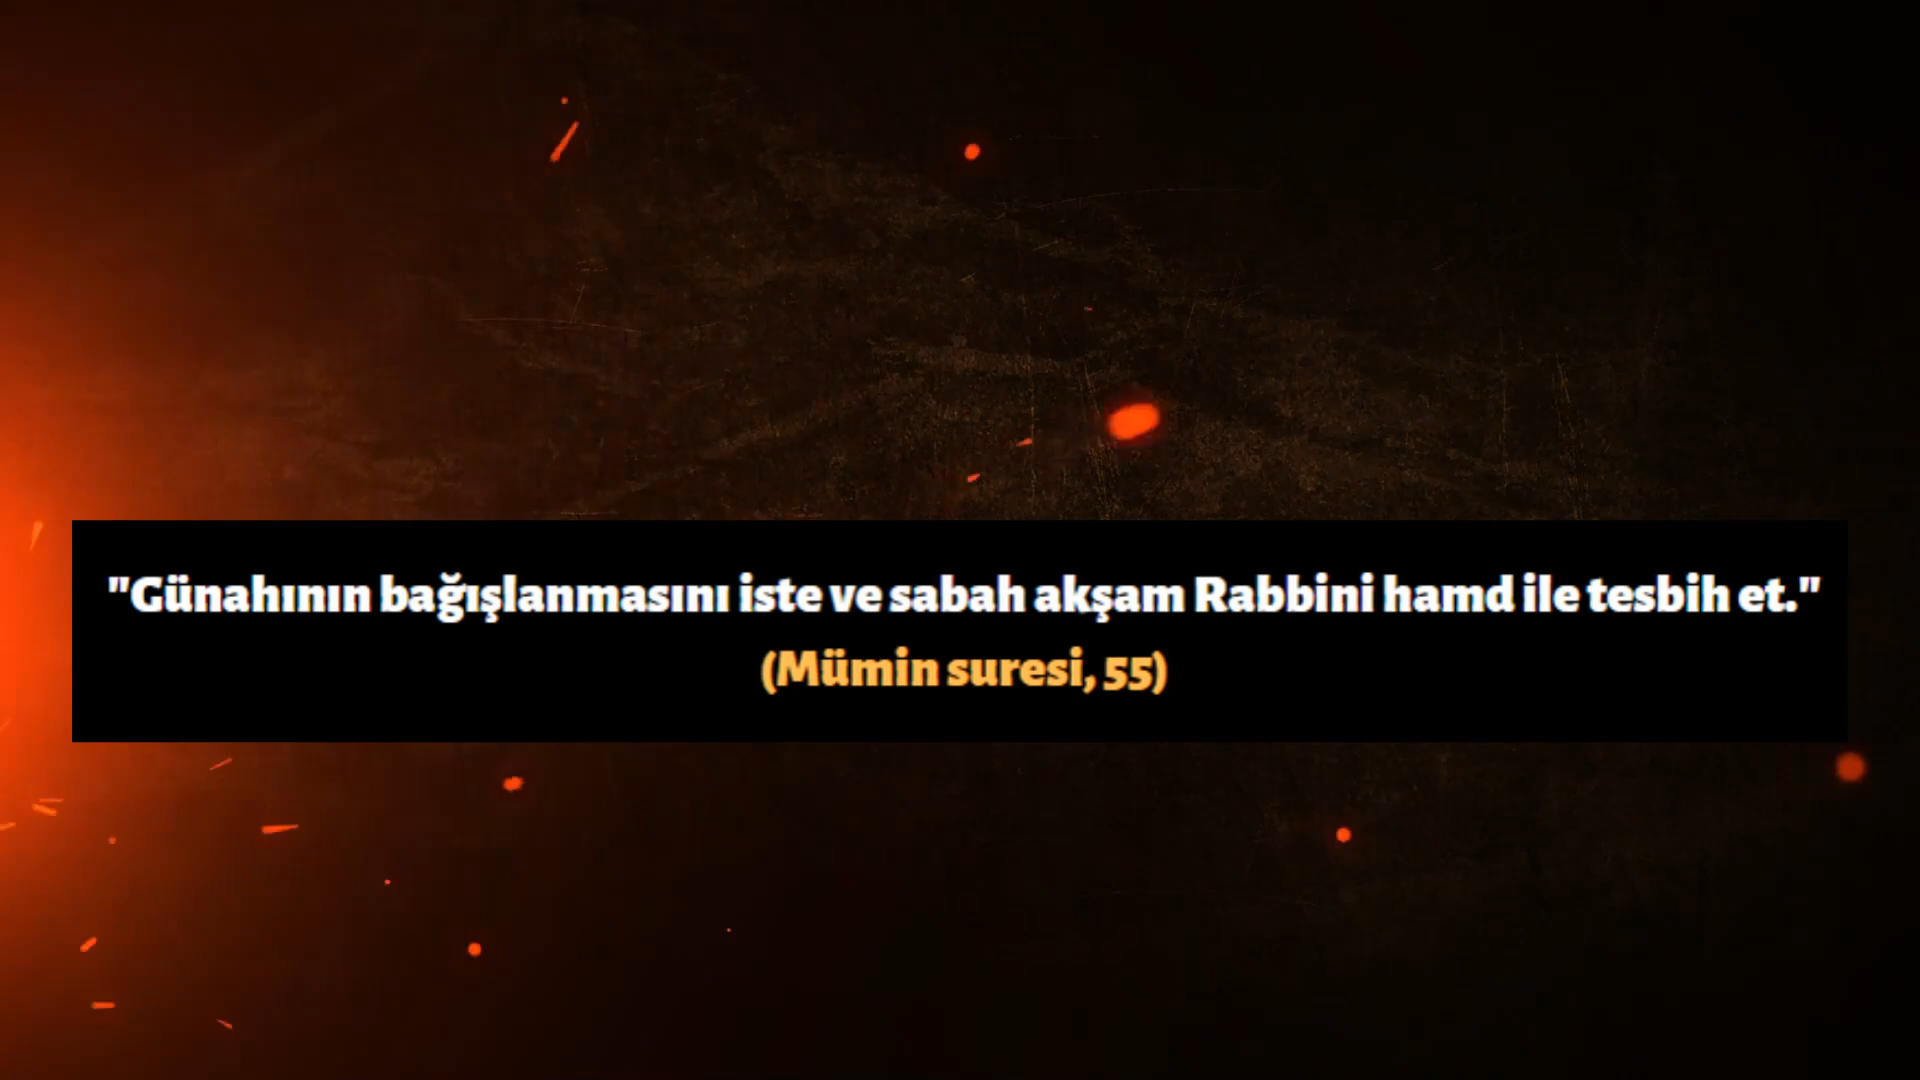 "Günahının bağışlanmasını iste ve sabah akşam Rabbini hamd ile tesbih et."
(Mümin suresi, 55)